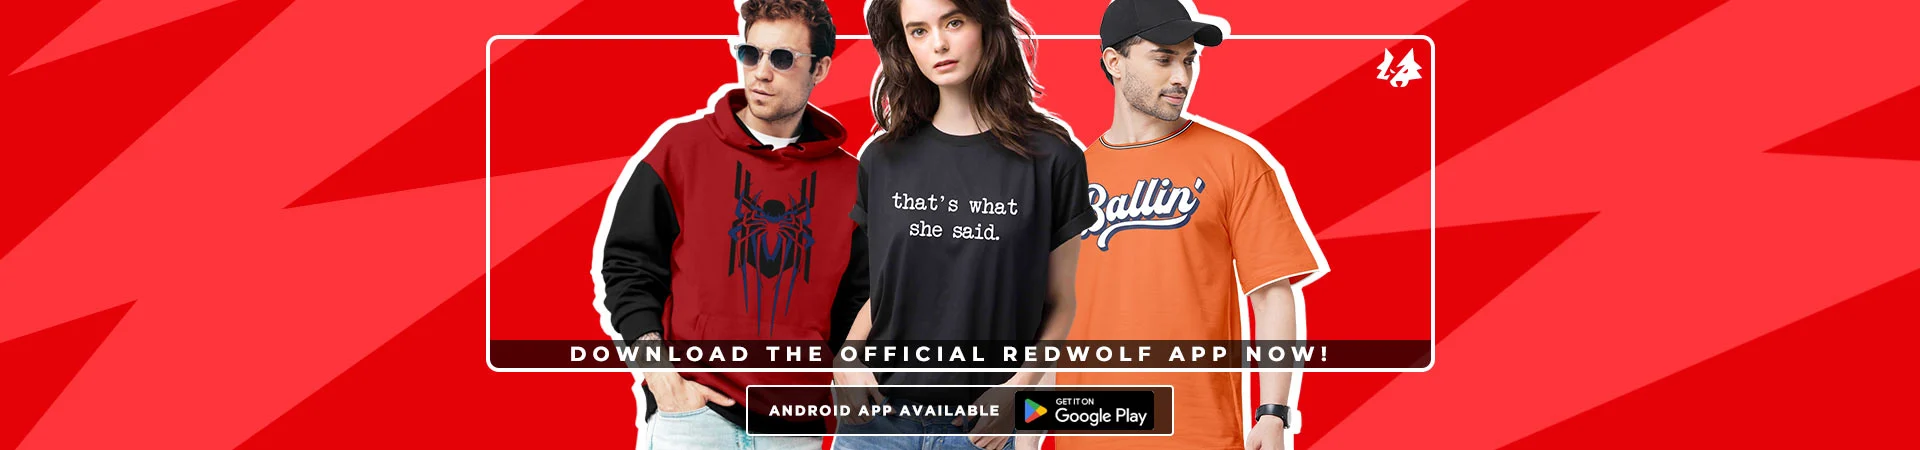 that's what
she said.
Ballin'
DOWNLOAD THE OFFICIAL REDWOLF APP NOW!
ANDROID APP AVAILABLE
GET IT ON
Google Play